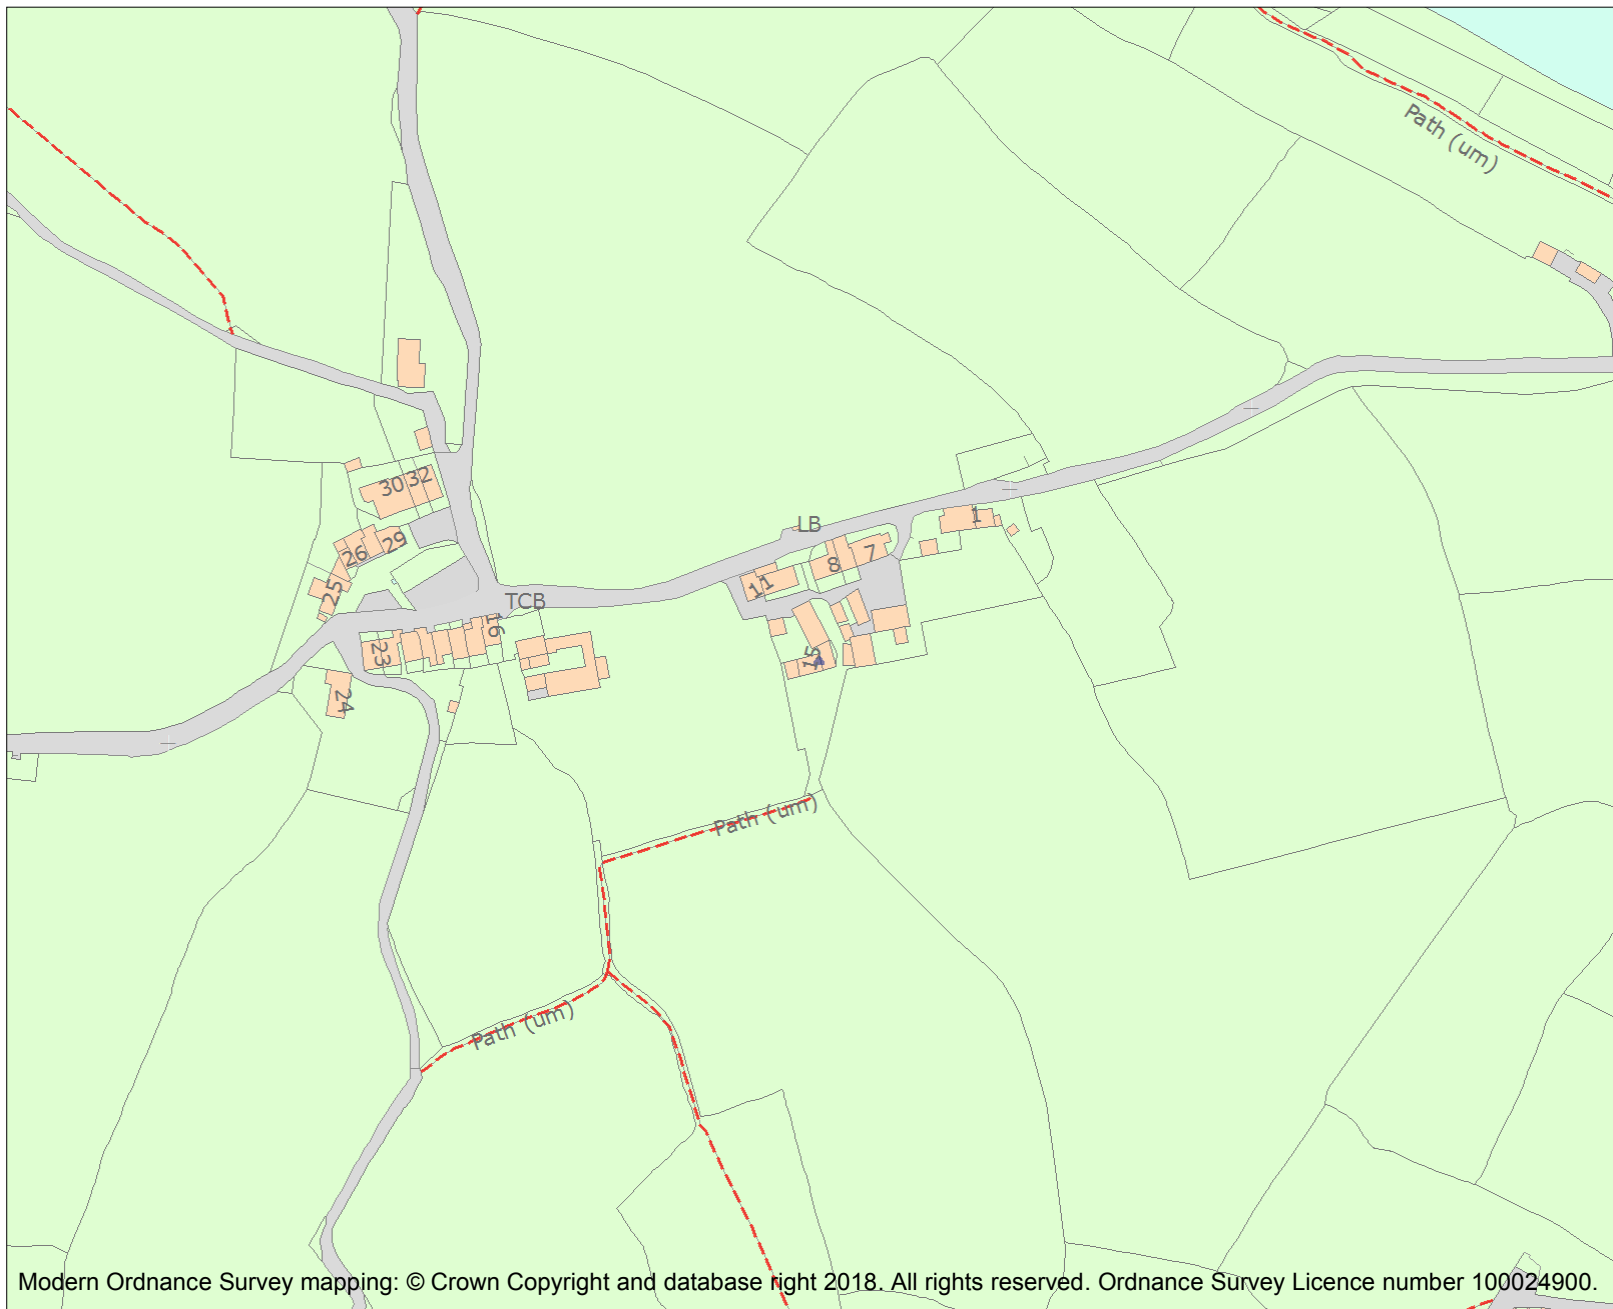 Path (um)
30
32
LB
1
7
8
26
29
11
25
TCB
16
23
24
Path (um)
Path (um)
Modern Ordnance Survey mapping: © Crown Copyright and database right 2018. All rights reserved. Ordnance Survey Licence number 100024900.